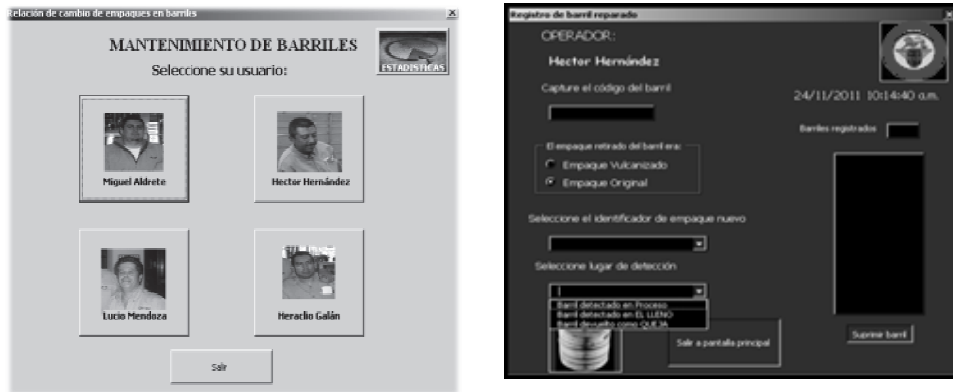 Relación de cambio de empaques en barriles
MANTENIMIENTO DE BARRILES
ESTADISTICAS
Seleccione su usuario:
Miguel Aldrete
Hector Hernández
Lucio Mendoza
Heraclio Galán
Salir
Registro de barril reparado
OPERADOR:
Hector Hernández
Capture el código del barril
24/11/2011 10:14:40 a.m.
Barriles registrados
El empaque retirado del barril era:
Empaque Vulcanizado
Empaque Original
Seleccione el identificador de empaque nuevo
Seleccione lugar de detección
Barril detectado en Proceso
Barril detectado en EL LLENO
Barril devuelto como QUEJA
Salir a pantalla principal
Suprimir barril